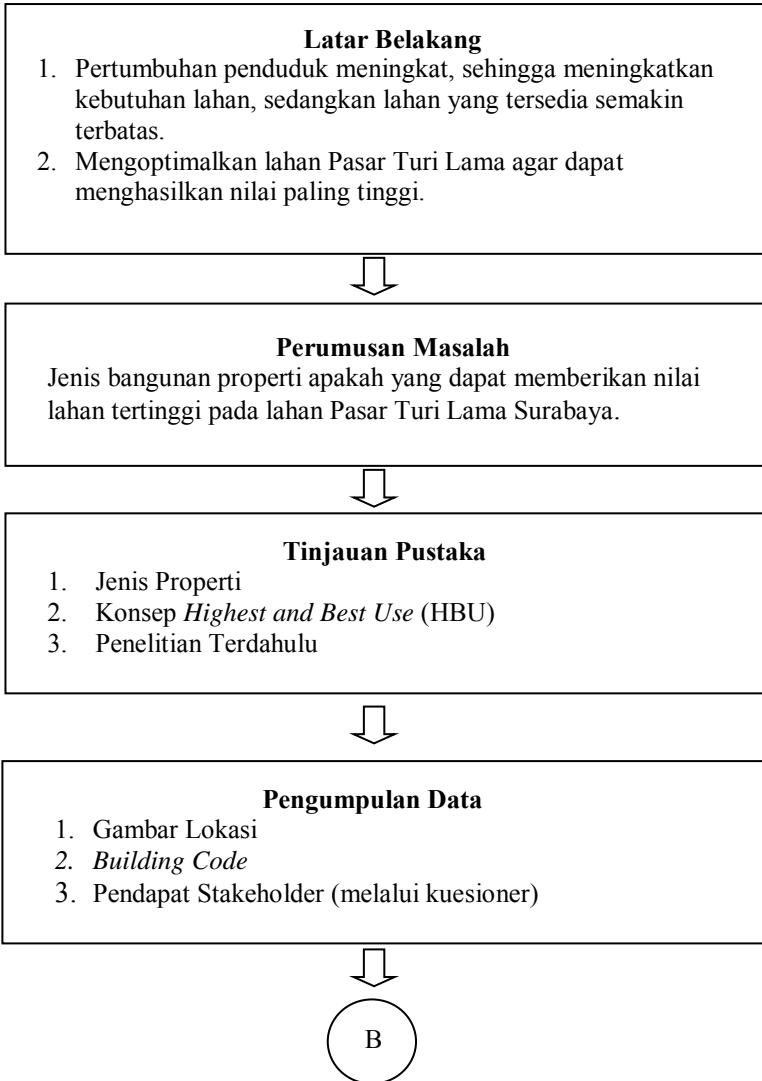 Latar Belakang
1. Pertumbuhan penduduk meningkat, sehingga meningkatkan
kebutuhan lahan, sedangkan lahan yang tersedia semakin
terbatas.
2. Mengoptimalkan lahan Pasar Turi Lama agar dapat
menghasilkan nilai paling tinggi.
Perumusan Masalah
Jenis bangunan properti apakah yang dapat memberikan nilai
lahan tertinggi pada lahan Pasar Turi Lama Surabaya.
Tinjauan Pustaka
1. Jenis Properti
2. Konsep Highest and Best Use (HBU)
3. Penelitian Terdahulu
Pengumpulan Data
1. Gambar Lokasi
2. Building Code
3. Pendapat Stakeholder (melalui kuesioner)
B